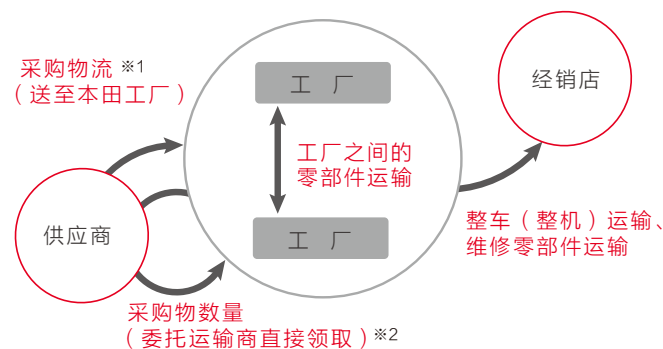 采购物流 ※1
（送至本田工厂）
工 厂
经销店
工厂之间的
零部件运输
供应商
工 厂
整车（整机）运输、
维修零部件运输
采购物数量
（委托运输商直接领取）※2